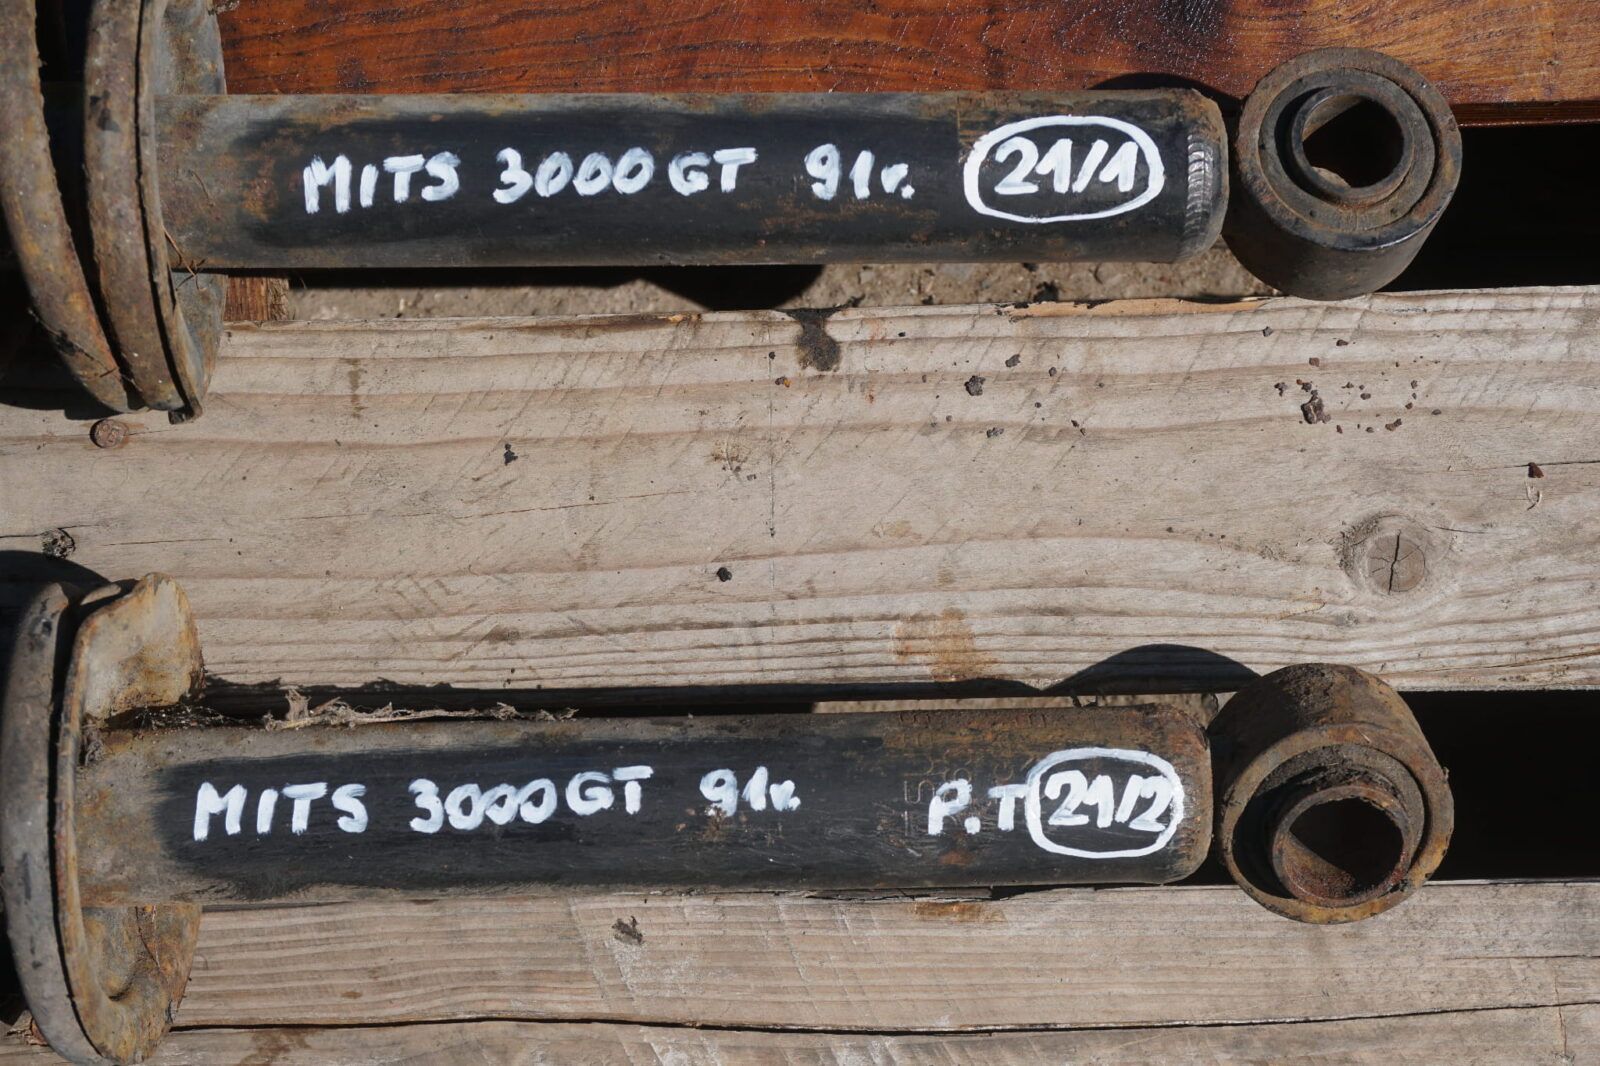 MITS 3000GT 91r. 21/1
MITS 3000GT 91r. P.T 21/2